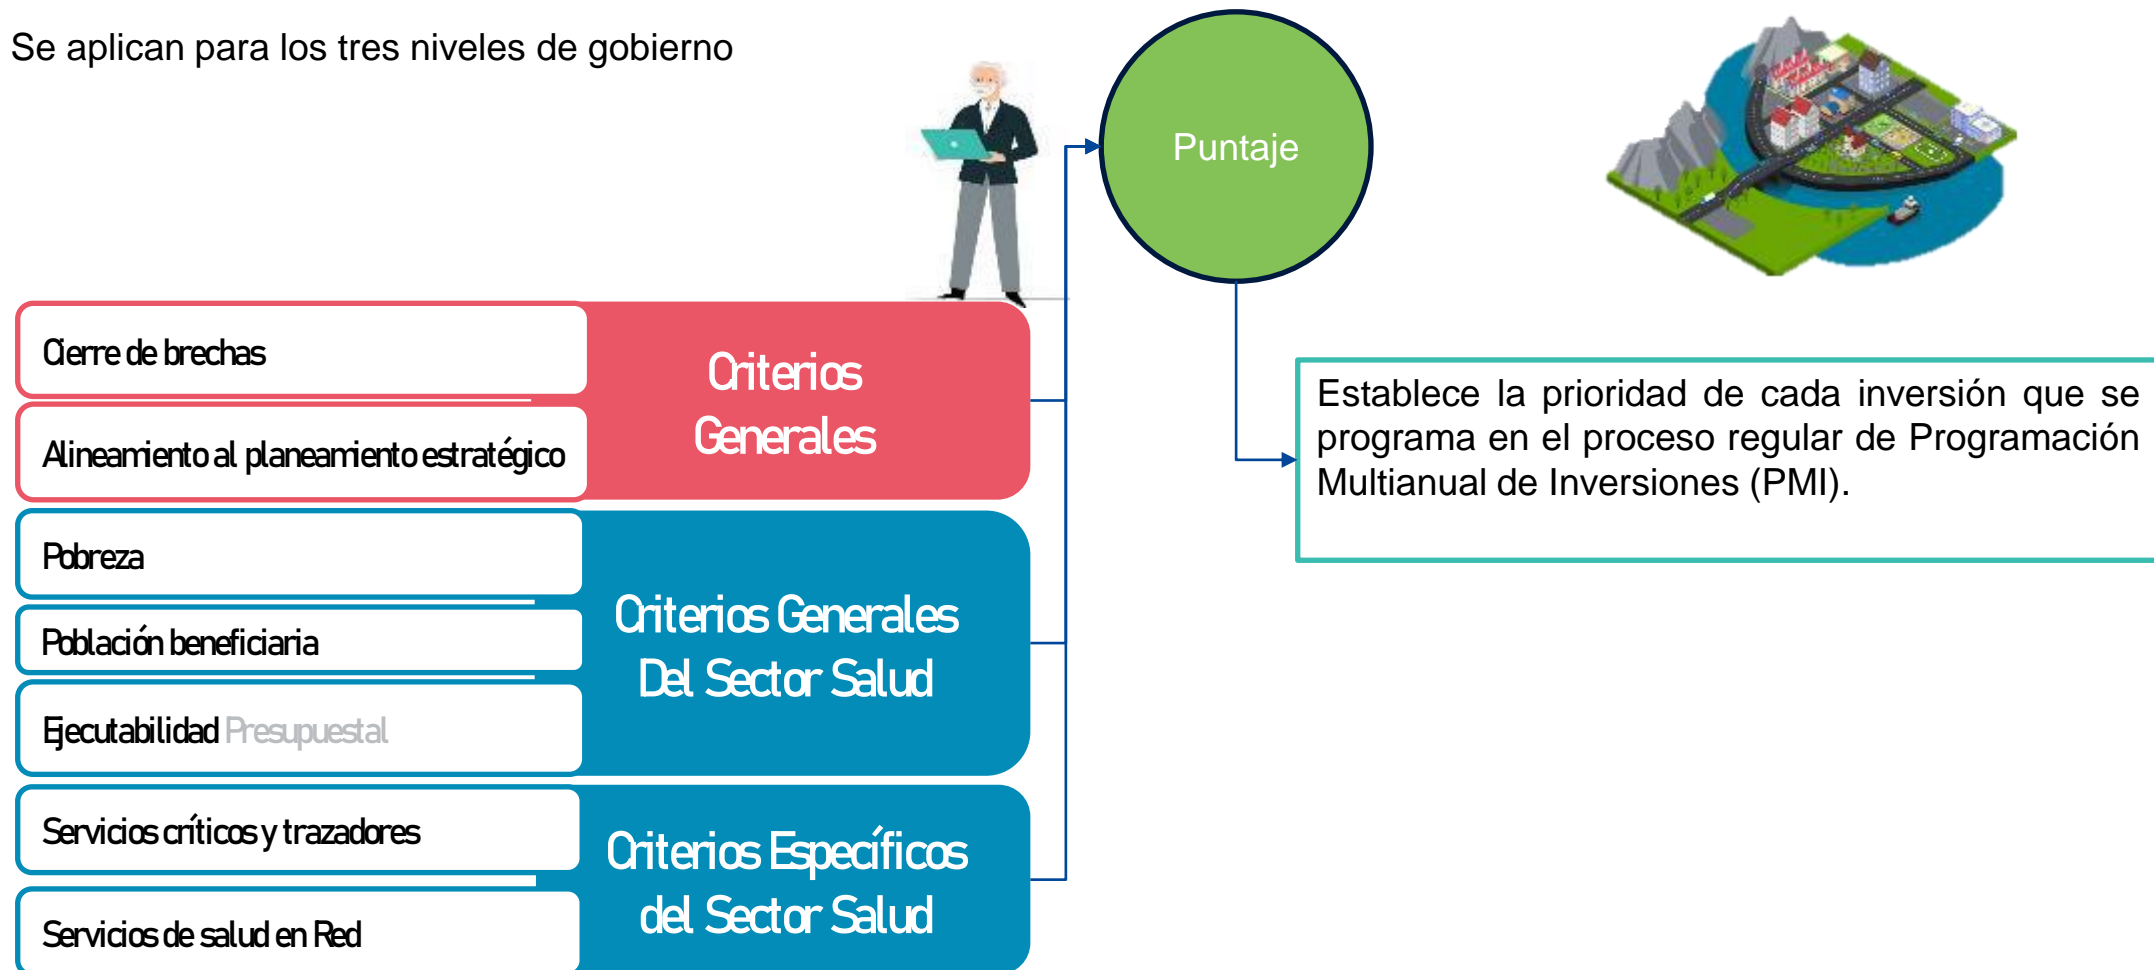 Se aplican para los tres niveles de gobierno
Puntaje
Cierre de brechas
Alineamiento al planeamiento estratégico
Criterios
Generales
Pobreza
Población beneficiaria
Ejecutabilidad Presupuestal
Criterios Generales
Del Sector Salud
Servicios críticos y trazadores
Servicios de salud en Red
Criterios Específicos
del Sector Salud
Establece la prioridad de cada inversión que se
programa en el proceso regular de Programación
Multianual de Inversiones (PMI).